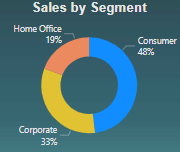 Sales by Segment
Home Office
19%
Consumer
48%
Corporate
33%